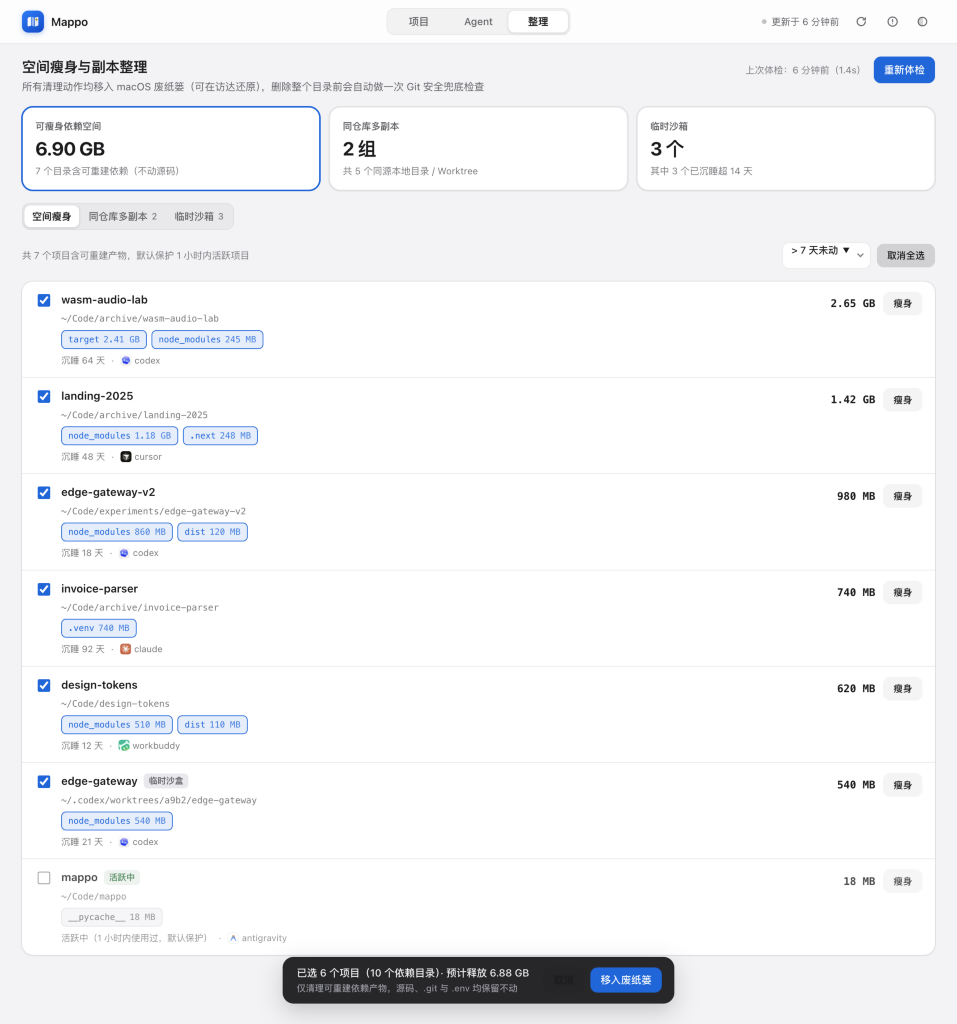 Mappo
项目 Agent 整理
更新于 6 分钟前
空间瘦身与副本整理
所有清理动作均移入 macOS 废纸篓（可在访达还原），删除整个目录前会自动做一次 Git 安全兜底检查
上次体检：6 分钟前（1.4s）
重新体检
可瘦身依赖空间
6.90 GB
7 个目录含可重建依赖（不动源码）
同仓库多副本
2 组
共 5 个同源本地目录 / Worktree
临时沙箱
3 个
其中 3 个已沉睡超 14 天
空间瘦身 同仓库多副本 2 临时沙箱 3
共 7 个项目含可重建产物，默认保护 1 小时内活跃项目
> 7 天未动 ▼
取消全选
wasm-audio-lab
2.65 GB 瘦身
~/Code/archive/wasm-audio-lab
target 2.41 GB node_modules 245 MB
沉睡 64 天 · codex
landing-2025
1.42 GB 瘦身
~/Code/archive/landing-2025
node_modules 1.18 GB .next 248 MB
沉睡 48 天 · cursor
edge-gateway-v2
980 MB 瘦身
~/Code/experiments/edge-gateway-v2
node_modules 860 MB dist 120 MB
沉睡 18 天 · codex
invoice-parser
740 MB 瘦身
~/Code/archive/invoice-parser
.venv 740 MB
沉睡 92 天 · claude
design-tokens
620 MB 瘦身
~/Code/design-tokens
node_modules 510 MB dist 110 MB
沉睡 12 天 · workbuddy
edge-gateway 临时沙盒
540 MB 瘦身
~/.codex/worktrees/a9b2/edge-gateway
node_modules 540 MB
沉睡 21 天 · codex
mappo 活跃中
18 MB 瘦身
~/Code/mappo
__pycache__ 18 MB
活跃中（1 小时内使用过，默认保护） · antigravity
已选 6 个项目（10 个依赖目录）· 预计释放 6.88 GB
仅清理可重建依赖产物，源码、.git 与 .env 均保留不动
取消
移入废纸篓